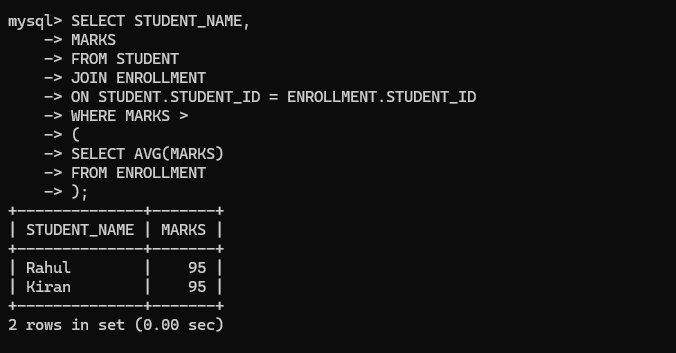 mysql> SELECT STUDENT_NAME,
    -> MARKS
    -> FROM STUDENT
    -> JOIN ENROLLMENT
    -> ON STUDENT.STUDENT_ID = ENROLLMENT.STUDENT_ID
    -> WHERE MARKS >
    -> (
    -> SELECT AVG(MARKS)
    -> FROM ENROLLMENT
    -> );
+--------------+-------+
| STUDENT_NAME | MARKS |
+--------------+-------+
| Rahul        |    95 |
| Kiran        |    95 |
+--------------+-------+
2 rows in set (0.00 sec)